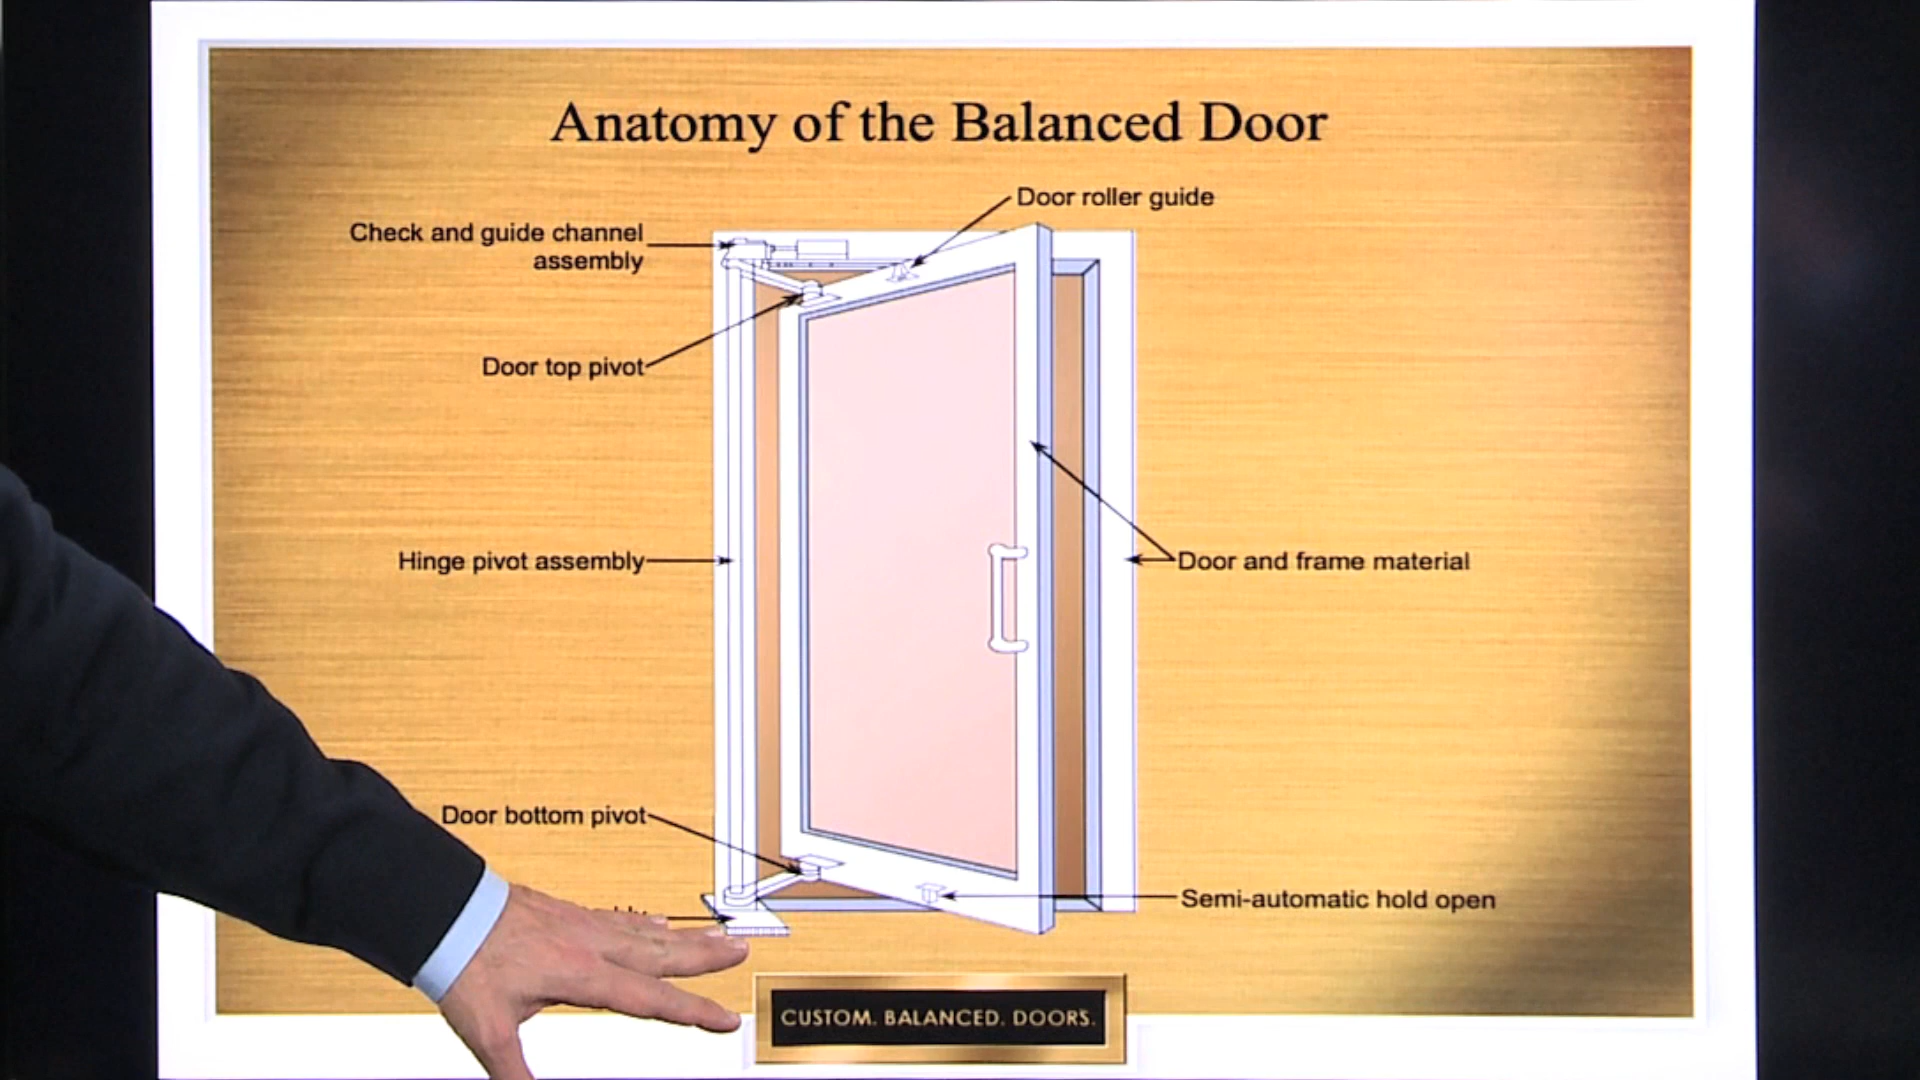 Anatomy of the Balanced Door
Door roller guide
Check and guide channel
assembly
Door top pivot
Hinge pivot assembly
Door and frame material
Door bottom pivot
Semi-automatic hold open
CUSTOM. BALANCED. DOORS.